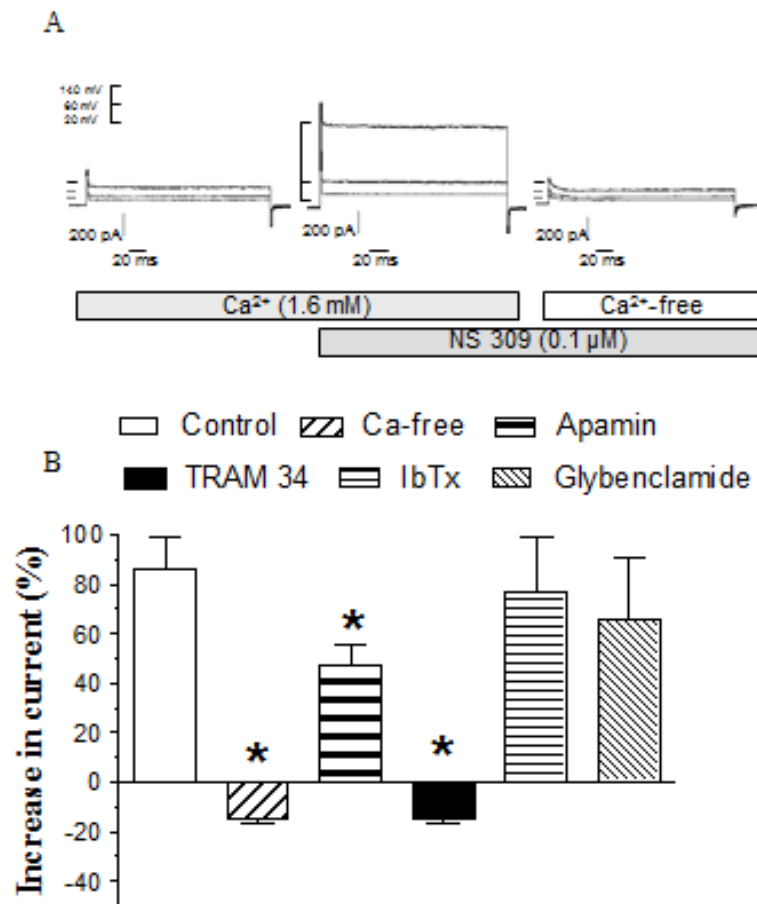 A
140 mV
60 mV
20 mV
200 pA
20 ms
200 pA
20 ms
200 pA
20 ms
Ca²⁺ (1.6 mM)
Ca²⁺-free
NS 309 (0.1 µM)
Control Ca-free Apamin
B
TRAM 34 IbTx Glybenclamide
Increase in current (%)
100
80
60
40
20
0
-20
-40
*
*
*